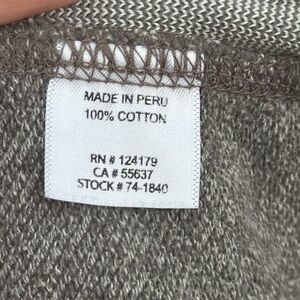 MADE IN PERU
100% COTTON
RN # 124179
CA # 55637
STOCK # 74-1840